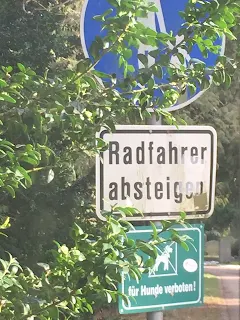 Radfahrer
absteigen
für Hunde verboten!